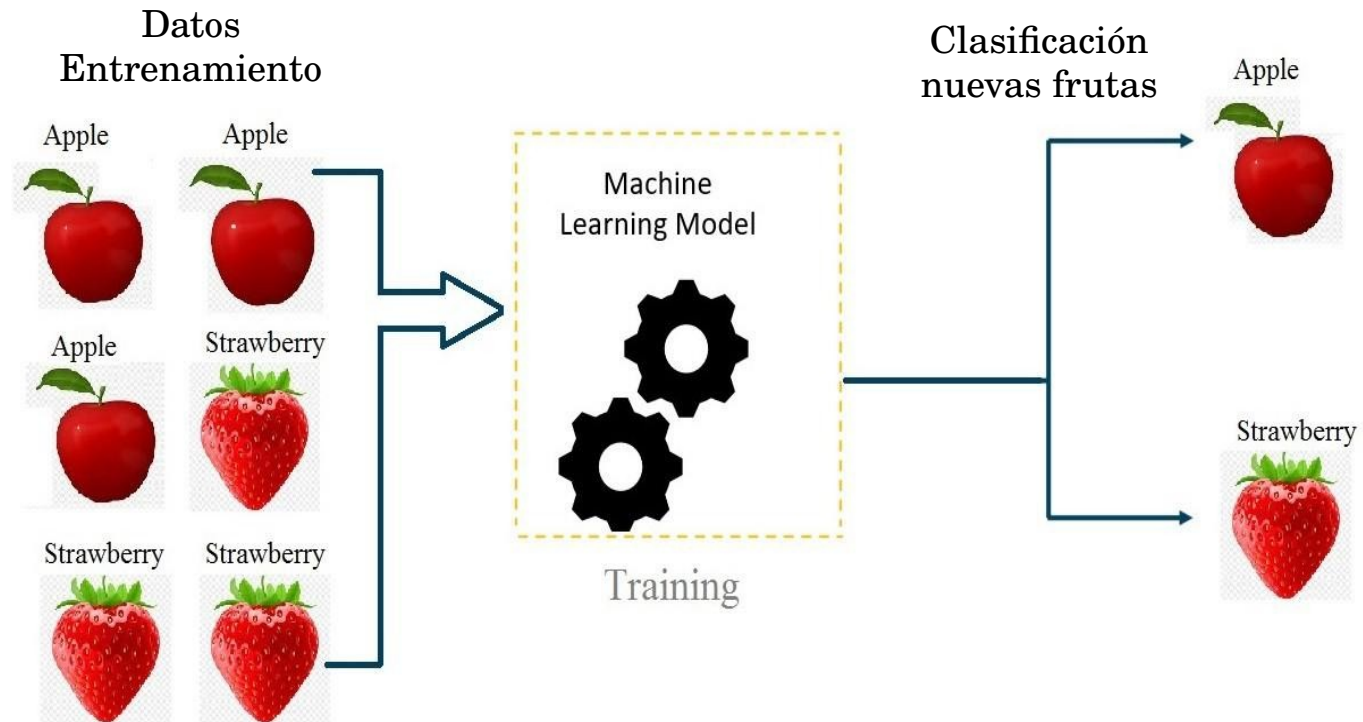 Datos
Entrenamiento
Apple
Apple
Apple
Strawberry
Strawberry
Strawberry
Machine
Learning Model
Training
Clasificación
nuevas frutas
Apple
Strawberry